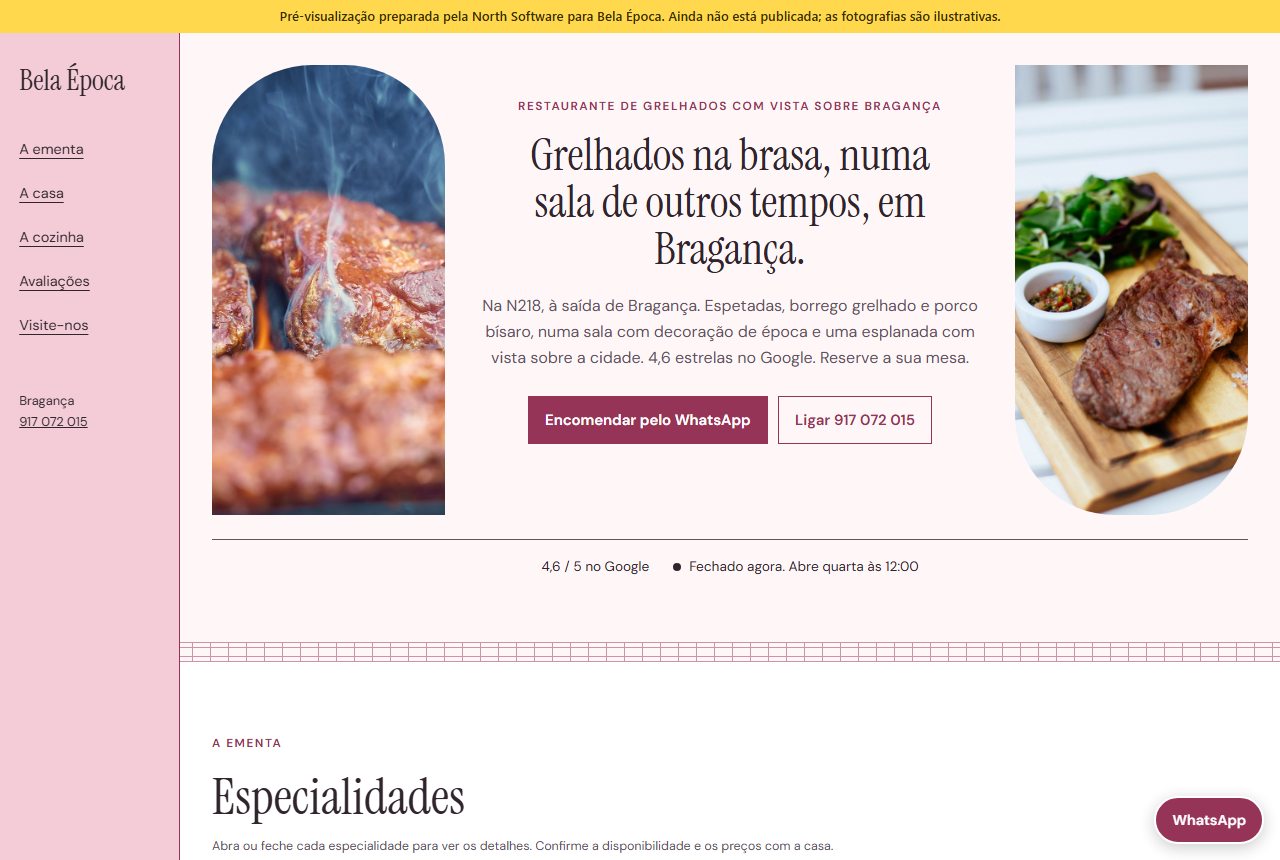 Pré-visualização preparada pela North Software para Bela Época. Ainda não está publicada; as fotografias são ilustrativas.
Bela Época
A ementa
A casa
A cozinha
Avaliações
Visite-nos
Bragança
917 072 015
RESTAURANTE DE GRELHADOS COM VISTA SOBRE BRAGANÇA
Grelhados na brasa, numa
sala de outros tempos, em
Bragança.
Na N218, à saída de Bragança. Espetadas, borrego grelhado e porco
bísaro, numa sala com decoração de época e uma esplanada com
vista sobre a cidade. 4,6 estrelas no Google. Reserve a sua mesa.
Encomendar pelo WhatsApp
Ligar 917 072 015
4,6 / 5 no Google
Fechado agora. Abre quarta às 12:00
A EMENTA
Especialidades
Abra ou feche cada especialidade para ver os detalhes. Confirme a disponibilidade e os preços com a casa.
WhatsApp